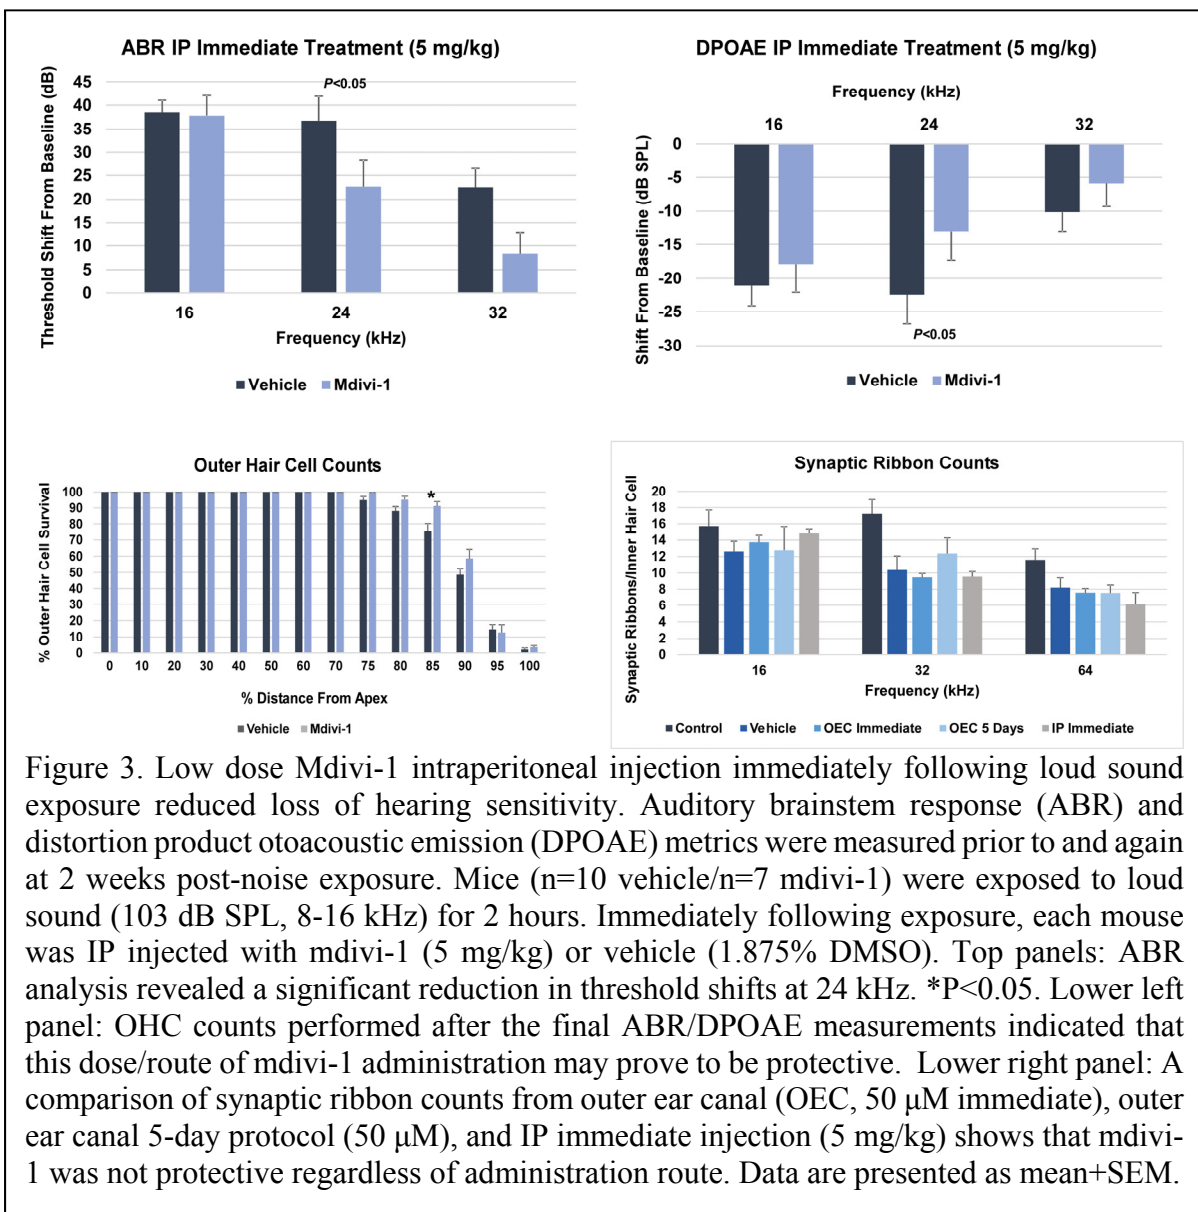 ABR IP Immediate Treatment (5 mg/kg)
Threshold Shift From Baseline (dB)
45
40
35
30
25
20
15
10
5
0
P<0.05
16 24 32
Frequency (kHz)
Vehicle Mdivi-1
DPOAE IP Immediate Treatment (5 mg/kg)
Frequency (kHz)
16 24 32
Shift From Baseline (dB SPL)
0
-5
-10
-15
-20
-25
-30
P<0.05
Vehicle Mdivi-1
Outer Hair Cell Counts
% Outer Hair Cell Survival
100
90
80
70
60
50
40
30
20
10
0
*
0 10 20 30 40 50 60 70 75 80 85 90 95 100
% Distance From Apex
Vehicle Mdivi-1
Synaptic Ribbon Counts
Synaptic Ribbons/Inner Hair Cell
20
18
16
14
12
10
8
6
4
2
0
16 32 64
Frequency (kHz)
Control Vehicle OEC Immediate OEC 5 Days IP Immediate
Figure 3. Low dose Mdivi-1 intraperitoneal injection immediately following loud sound
exposure reduced loss of hearing sensitivity. Auditory brainstem response (ABR) and
distortion product otoacoustic emission (DPOAE) metrics were measured prior to and again
at 2 weeks post-noise exposure. Mice (n=10 vehicle/n=7 mdivi-1) were exposed to loud
sound (103 dB SPL, 8-16 kHz) for 2 hours. Immediately following exposure, each mouse
was IP injected with mdivi-1 (5 mg/kg) or vehicle (1.875% DMSO). Top panels: ABR
analysis revealed a significant reduction in threshold shifts at 24 kHz. *P<0.05. Lower left
panel: OHC counts performed after the final ABR/DPOAE measurements indicated that
this dose/route of mdivi-1 administration may prove to be protective. Lower right panel: A
comparison of synaptic ribbon counts from outer ear canal (OEC, 50 μM immediate), outer
ear canal 5-day protocol (50 μM), and IP immediate injection (5 mg/kg) shows that mdivi-
1 was not protective regardless of administration route. Data are presented as mean+SEM.